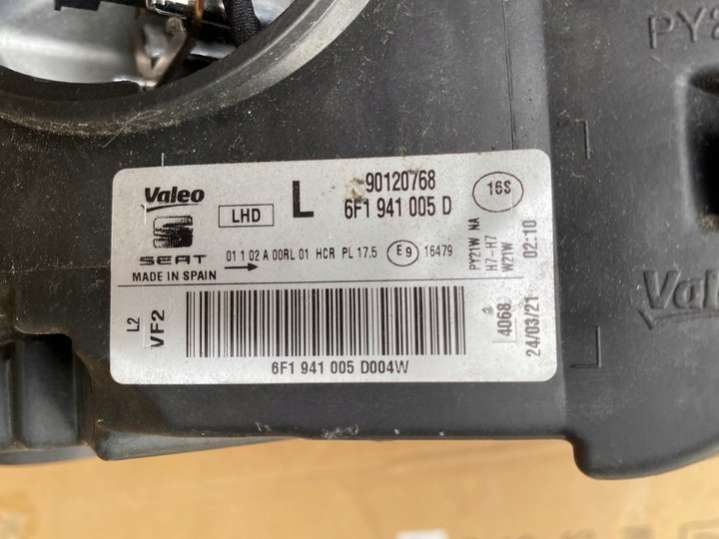 PY2
Valeo
LHD
L
90120768
6F1 941 005 D
16S
SEAT
MADE IN SPAIN
01 1 02 A 00RL 01 HCR PL 17.5
E9
16479
PY21W NA
H7-H7
W21W
02:10
L2
VF2
4068
24/03/21
6F1 941 005 D004W
Vale